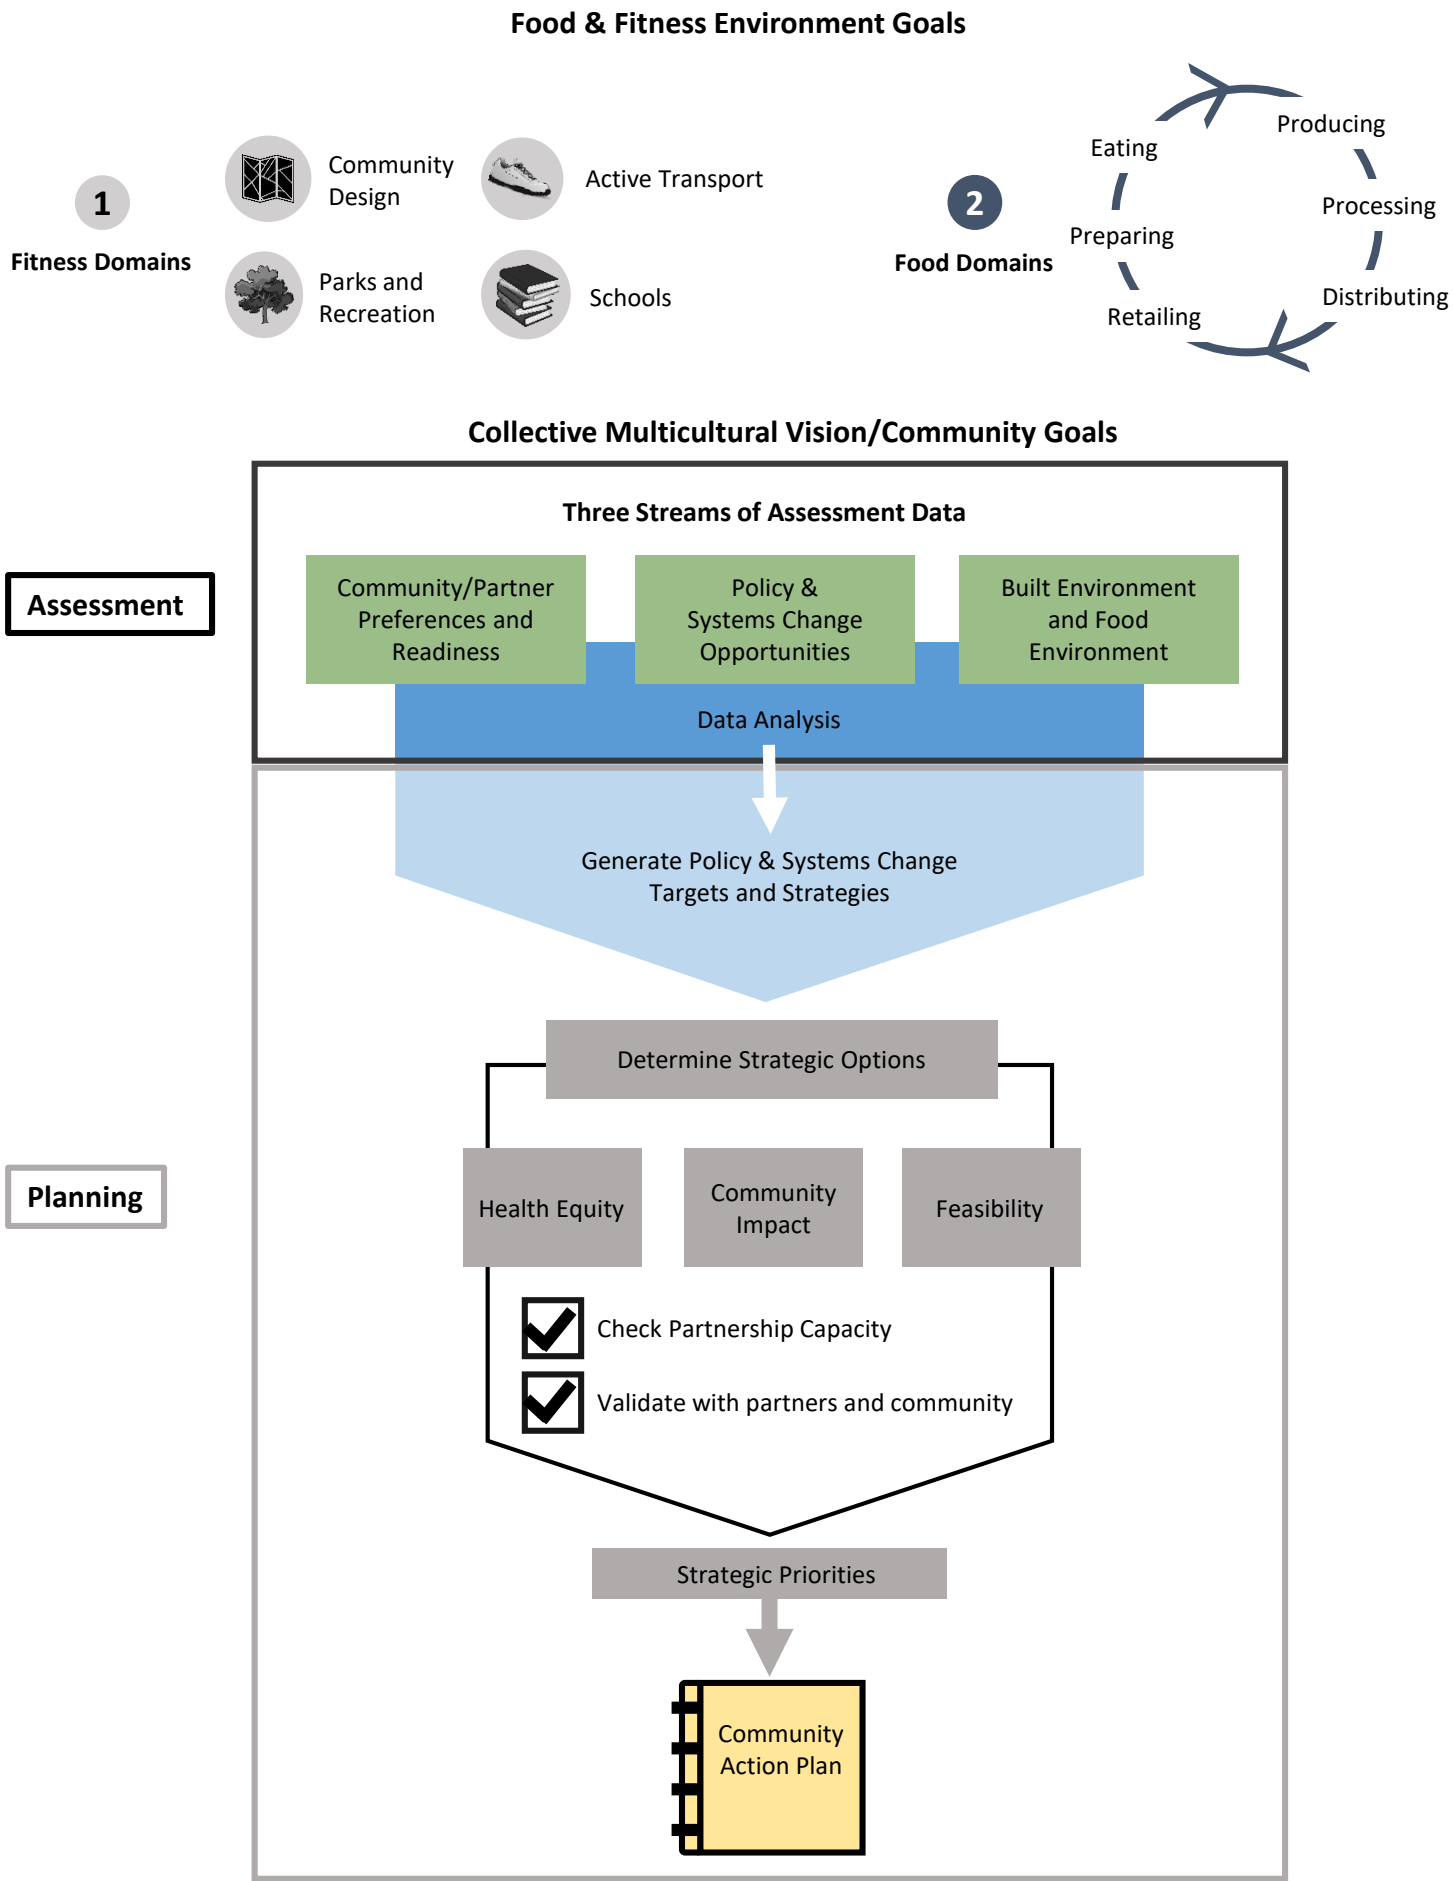 Food & Fitness Environment Goals
1
Fitness Domains
Community
Design
Active Transport
Parks and
Recreation
Schools
2
Food Domains
Producing
Processing
Distributing
Retailing
Preparing
Eating
Collective Multicultural Vision/Community Goals
Three Streams of Assessment Data
Assessment
Community/Partner
Preferences and
Readiness
Policy &
Systems Change
Opportunities
Built Environment
and Food
Environment
Data Analysis
Generate Policy & Systems Change
Targets and Strategies
Determine Strategic Options
Planning
Health Equity
Community
Impact
Feasibility
Check Partnership Capacity
Validate with partners and community
Strategic Priorities
Community
Action Plan